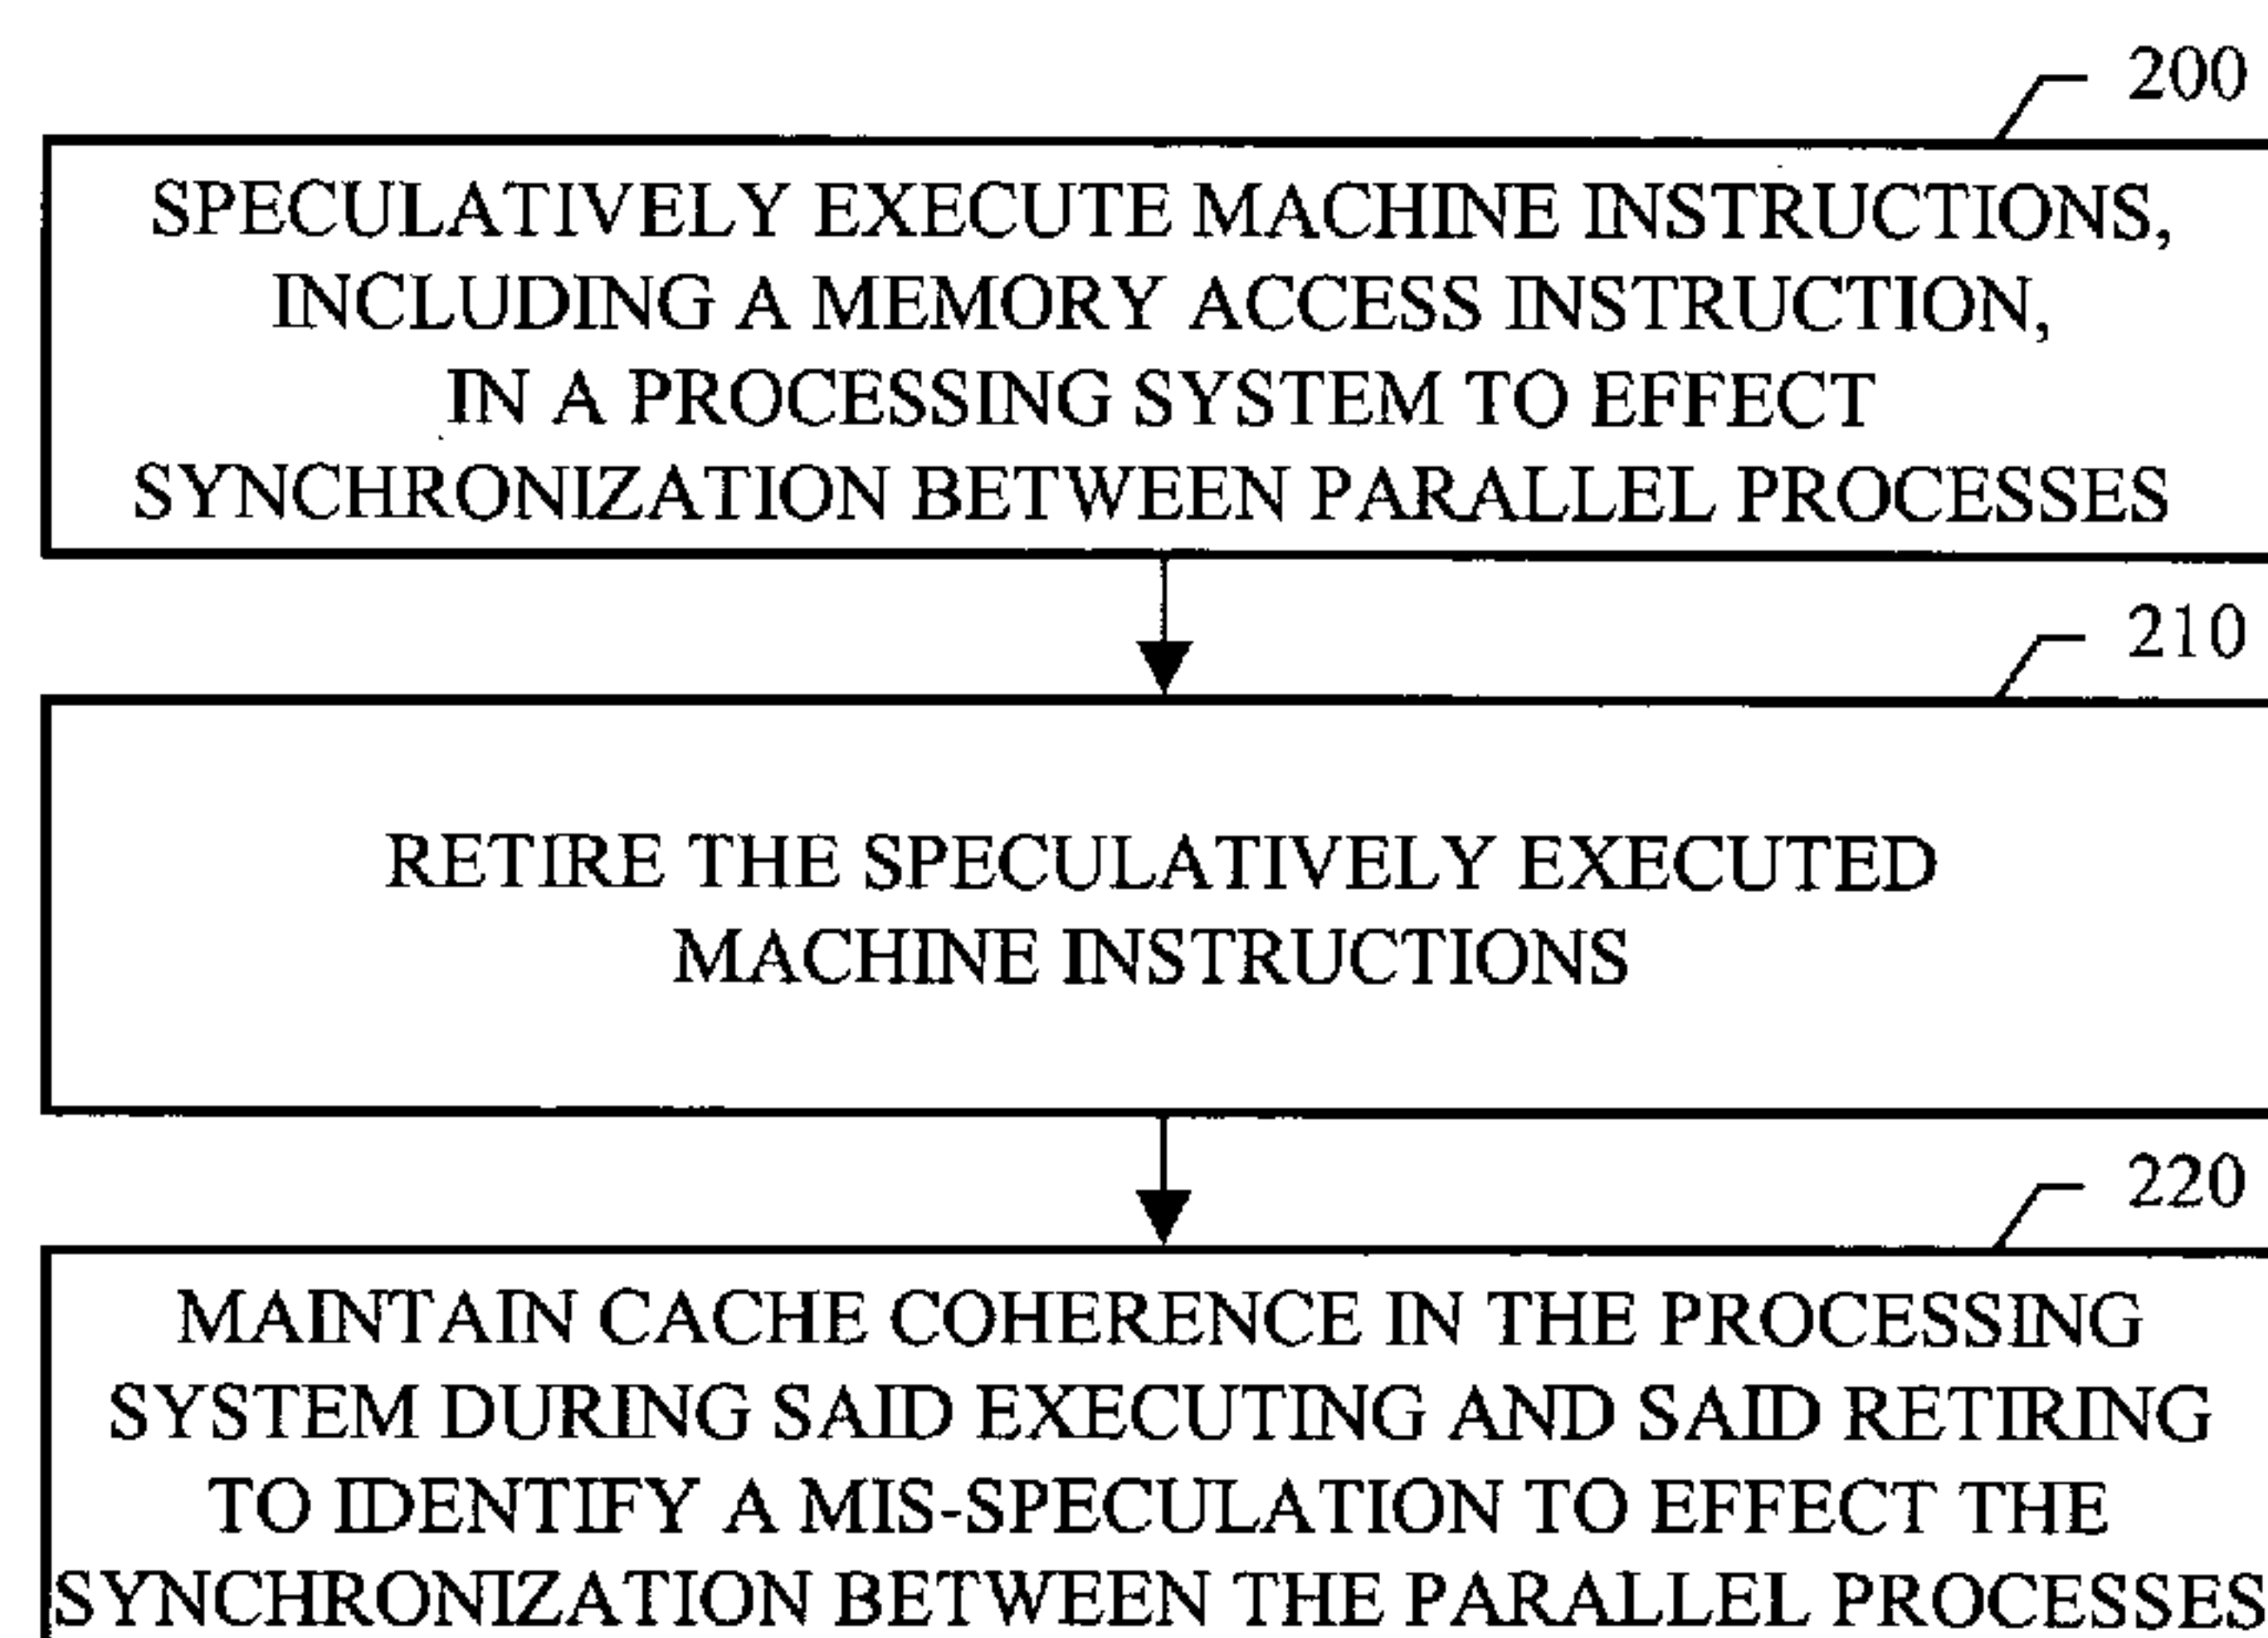 200
SPECULATIVELY EXECUTE MACHINE INSTRUCTIONS,
INCLUDING A MEMORY ACCESS INSTRUCTION,
IN A PROCESSING SYSTEM TO EFFECT
SYNCHRONIZATION BETWEEN PARALLEL PROCESSES
210
RETIRE THE SPECULATIVELY EXECUTED
MACHINE INSTRUCTIONS
220
MAINTAIN CACHE COHERENCE IN THE PROCESSING
SYSTEM DURING SAID EXECUTING AND SAID RETIRING
TO IDENTIFY A MIS-SPECULATION TO EFFECT THE
SYNCHRONIZATION BETWEEN THE PARALLEL PROCESSES